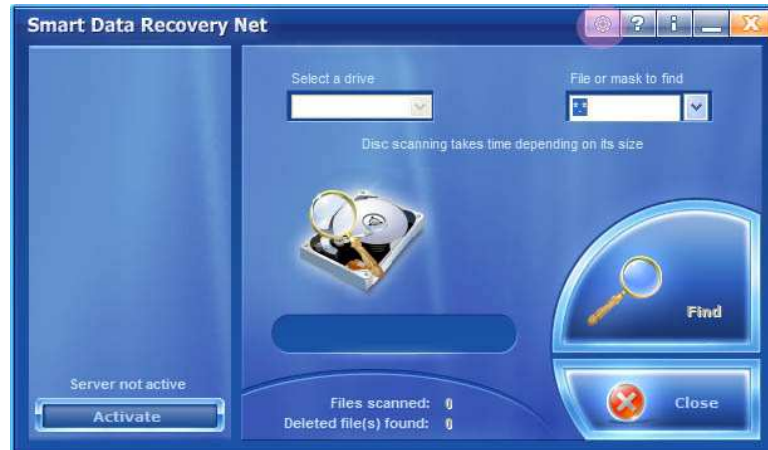 Smart Data Recovery Net
? i _ X
Select a drive
File or mask to find
*.*
Disc scanning takes time depending on its size
Find
Server not active
Activate
Files scanned: 0
Deleted file(s) found: 0
Close